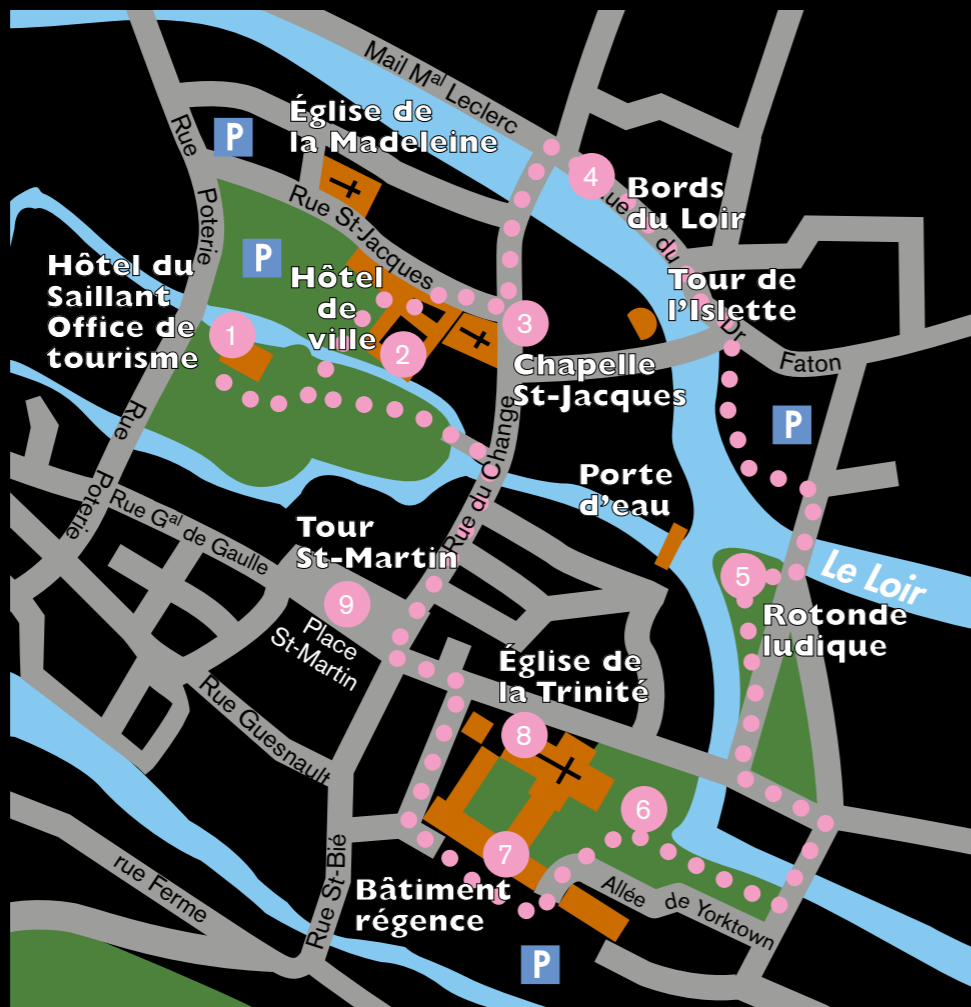 Mail Mal Leclerc
Église de
la Madeleine
P
Rue
Poterie
Rue St-Jacques
4
Bords
du Loir
Rue
du
Dr
Faton
P
Hôtel du
Saillant
Office de
tourisme
1
Hôtel
de
ville
2
3
Tour de
l'Islette
Chapelle
St-Jacques
Rue du Change
P
Rue
Poterie
Rue Gal de Gaulle
Porte
d'eau
Tour
St-Martin
9
Place
St-Martin
5
Le Loir
Rotonde
ludique
Église de
la Trinité
8
Rue Guesnault
6
7
Rue St-Bié
rue Ferme
Bâtiment
régence
Allée de Yorktown
P